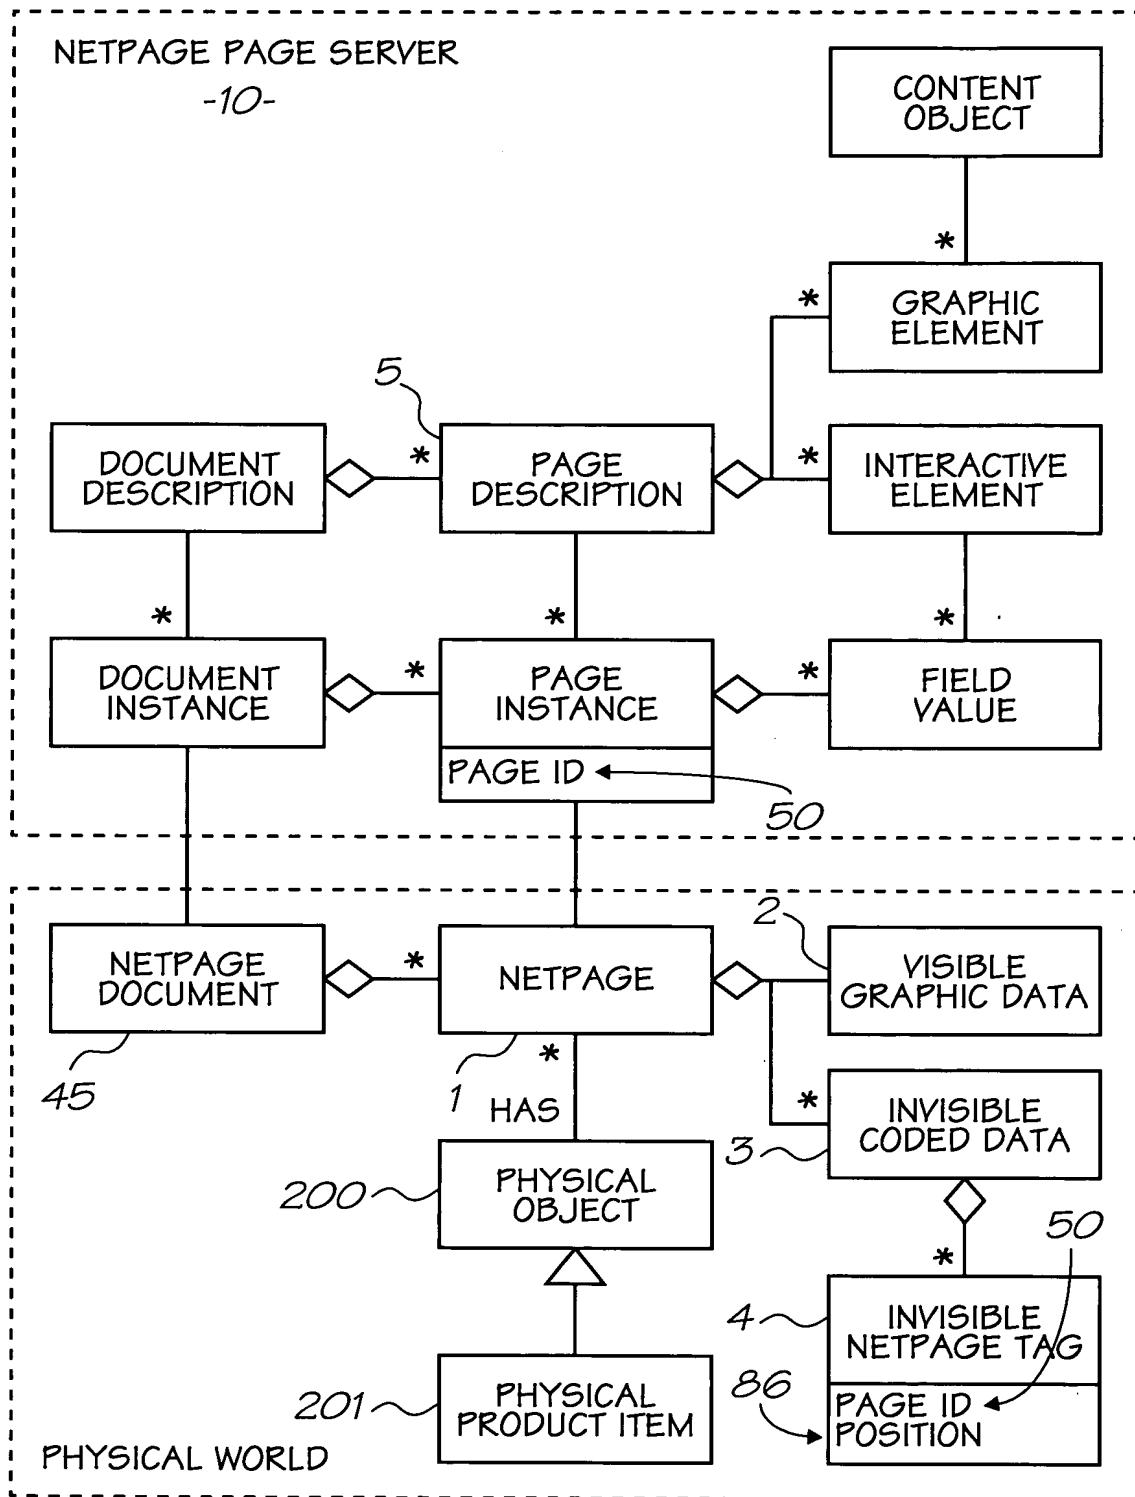 NETPAGE PAGE SERVER
-10-
CONTENT
OBJECT
*
*
GRAPHIC
ELEMENT
5
DOCUMENT
DESCRIPTION
*
PAGE
DESCRIPTION
*
INTERACTIVE
ELEMENT
*
*
*
DOCUMENT
INSTANCE
*
PAGE
INSTANCE
*
FIELD
VALUE
PAGE ID
50
2
NETPAGE
DOCUMENT
*
NETPAGE
VISIBLE
GRAPHIC DATA
45
1
*
HAS
*
INVISIBLE
CODED DATA
3
200
PHYSICAL
OBJECT
50
*
4
INVISIBLE
NETPAGE TAG
86
PAGE ID
POSITION
201
PHYSICAL
PRODUCT ITEM
PHYSICAL WORLD